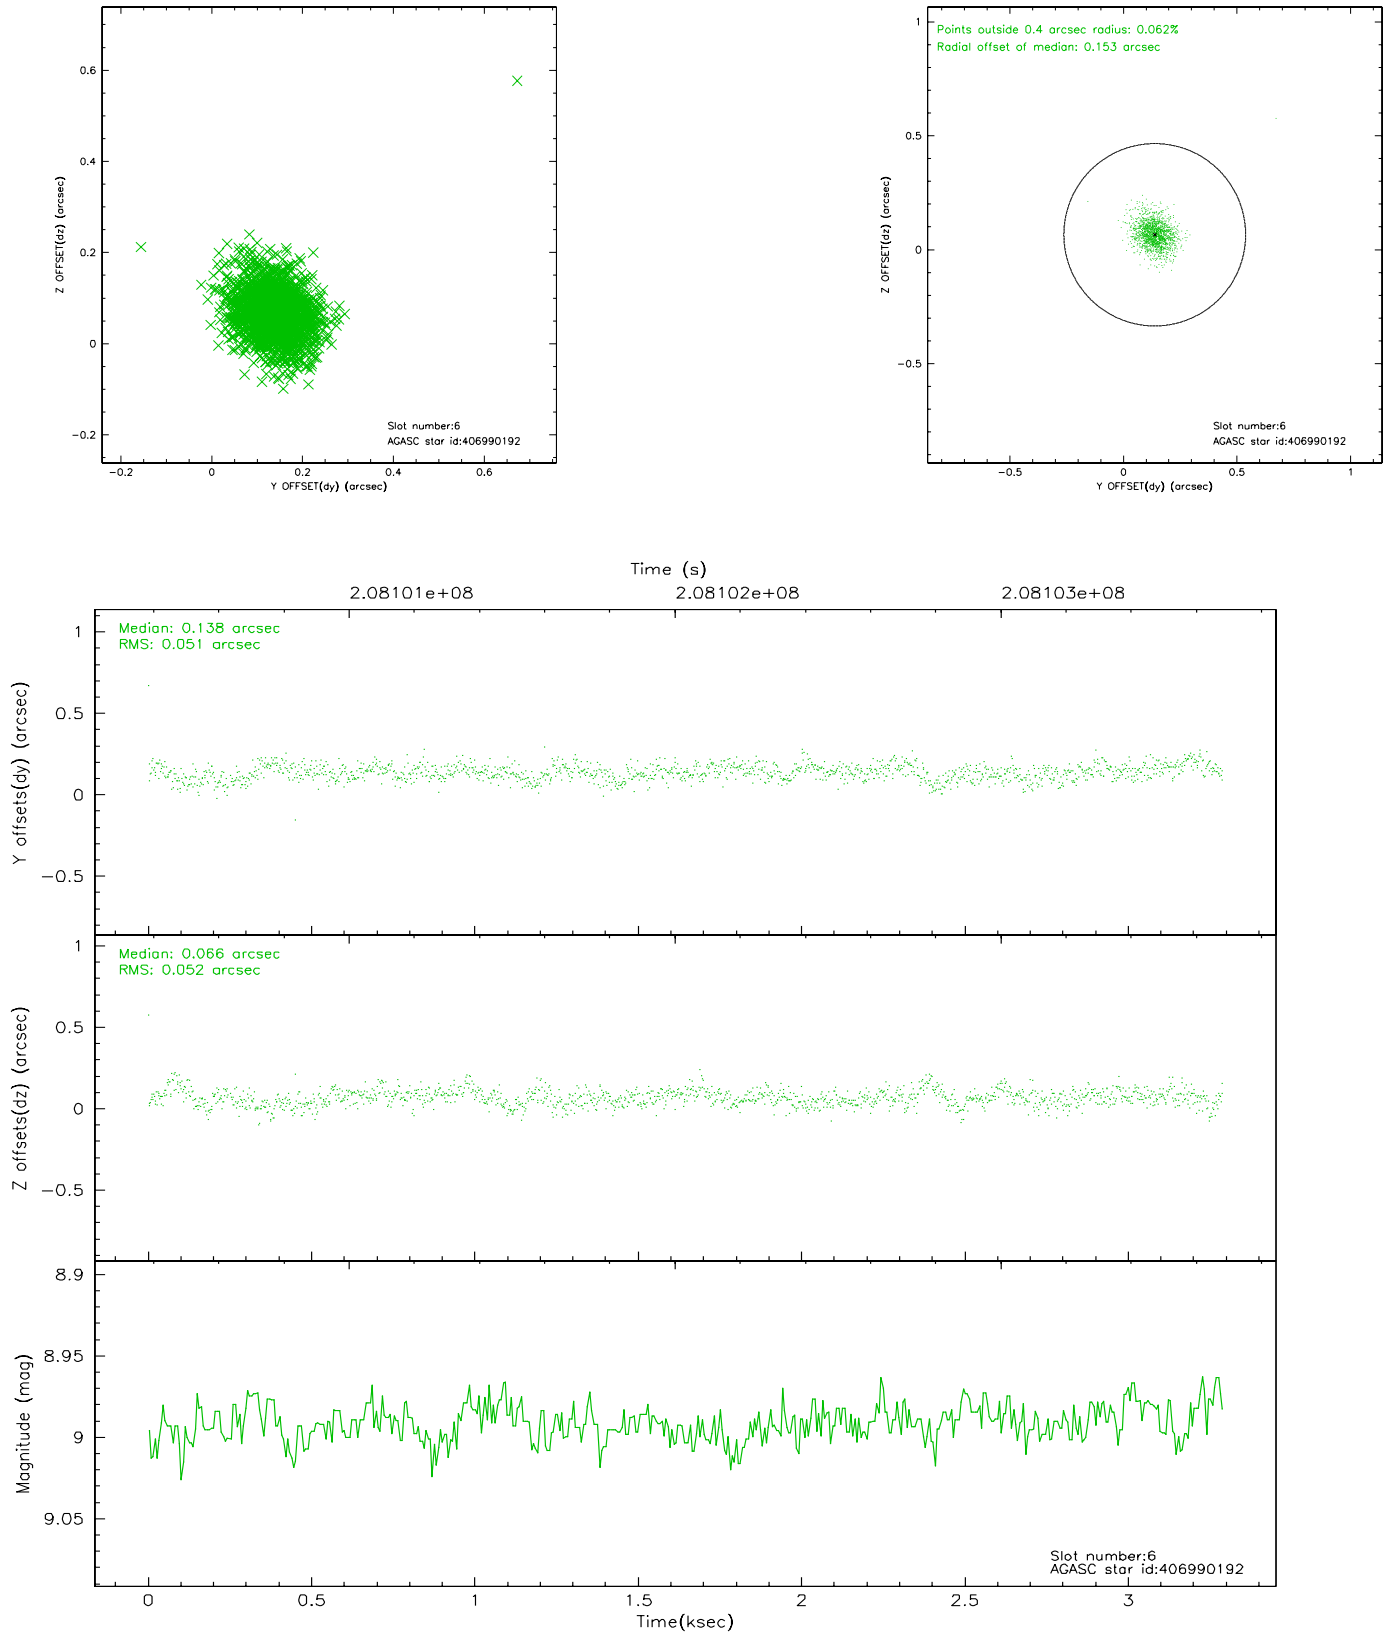 0.6
0.4
0.2
0
−0.2
Z OFFSET(dz) (arcsec)
Slot number:6
AGASC star id:406990192
−0.2 0 0.2 0.4 0.6
Y OFFSET(dy) (arcsec)
Points outside 0.4 arcsec radius: 0.062%
Radial offset of median: 0.153 arcsec
1
0.5
0
−0.5
Z OFFSET(dz) (arcsec)
Slot number:6
AGASC star id:406990192
−0.5 0 0.5 1
Y OFFSET(dy) (arcsec)
Time (s)
2.08101e+08 2.08102e+08 2.08103e+08
Median: 0.138 arcsec
RMS: 0.051 arcsec
1
0.5
0
−0.5
Y offsets(dy) (arcsec)
Median: 0.066 arcsec
RMS: 0.052 arcsec
1
0.5
0
−0.5
Z offsets(dz) (arcsec)
8.9
8.95
9
9.05
Magnitude (mag)
Slot number:6
AGASC star id:406990192
0 0.5 1 1.5 2 2.5 3
Time(ksec)